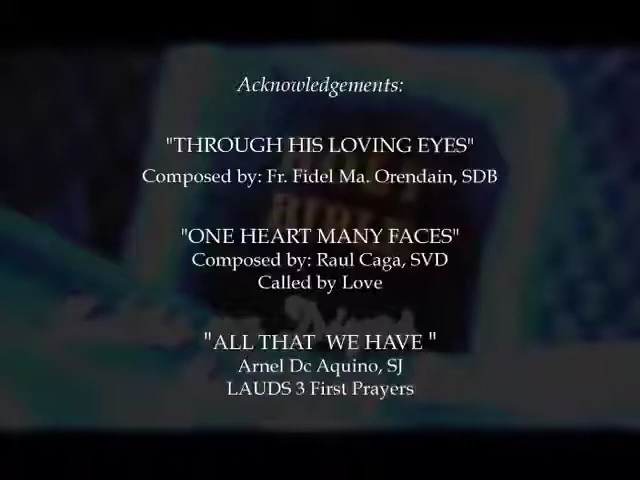 Acknowledgements:
"THROUGH HIS LOVING EYES"
Composed by: Fr. Fidel Ma. Orendain, SDB
"ONE HEART MANY FACES"
Composed by: Raul Caga, SVD
Called by Love
"ALL THAT WE HAVE "
Arnel Dc Aquino, SJ
LAUDS 3 First Prayers